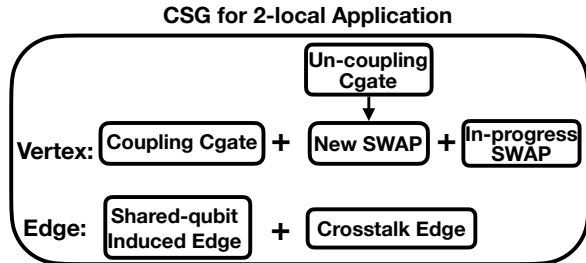 CSG for 2-local Application
Un-coupling
Cgate
Vertex: Coupling Cgate + New SWAP + In-progress
SWAP
Edge: Shared-qubit
Induced Edge + Crosstalk Edge